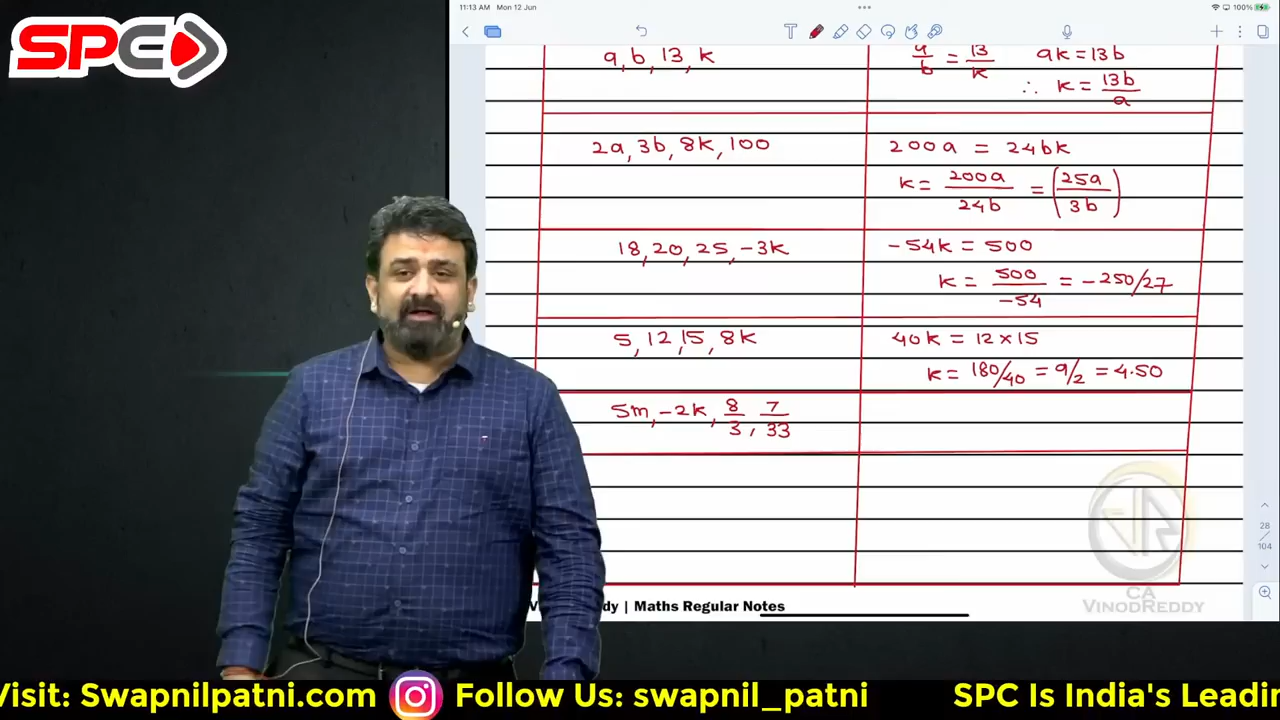 11:13 AM Mon 12 Jun
100%
SPC
T
a, b, 13, k
a/b = 13/k ak = 13b
∴ k = 13b/a
2a, 3b, 8k, 100
200a = 24bk
k = 200a/24b = (25a/3b)
18, 20, 25, -3k
-54k = 500
k = 500/-54 = -250/27
5, 12, 15, 8k
40k = 12 x 15
k = 180/40 = 9/2 = 4.50
5m, -2k, 8/3, 7/33
28
104
CA
VINODREDDY
dy | Maths Regular Notes
Visit: Swapnilpatni.com Follow Us: swapnil_patni SPC Is India's Leadin